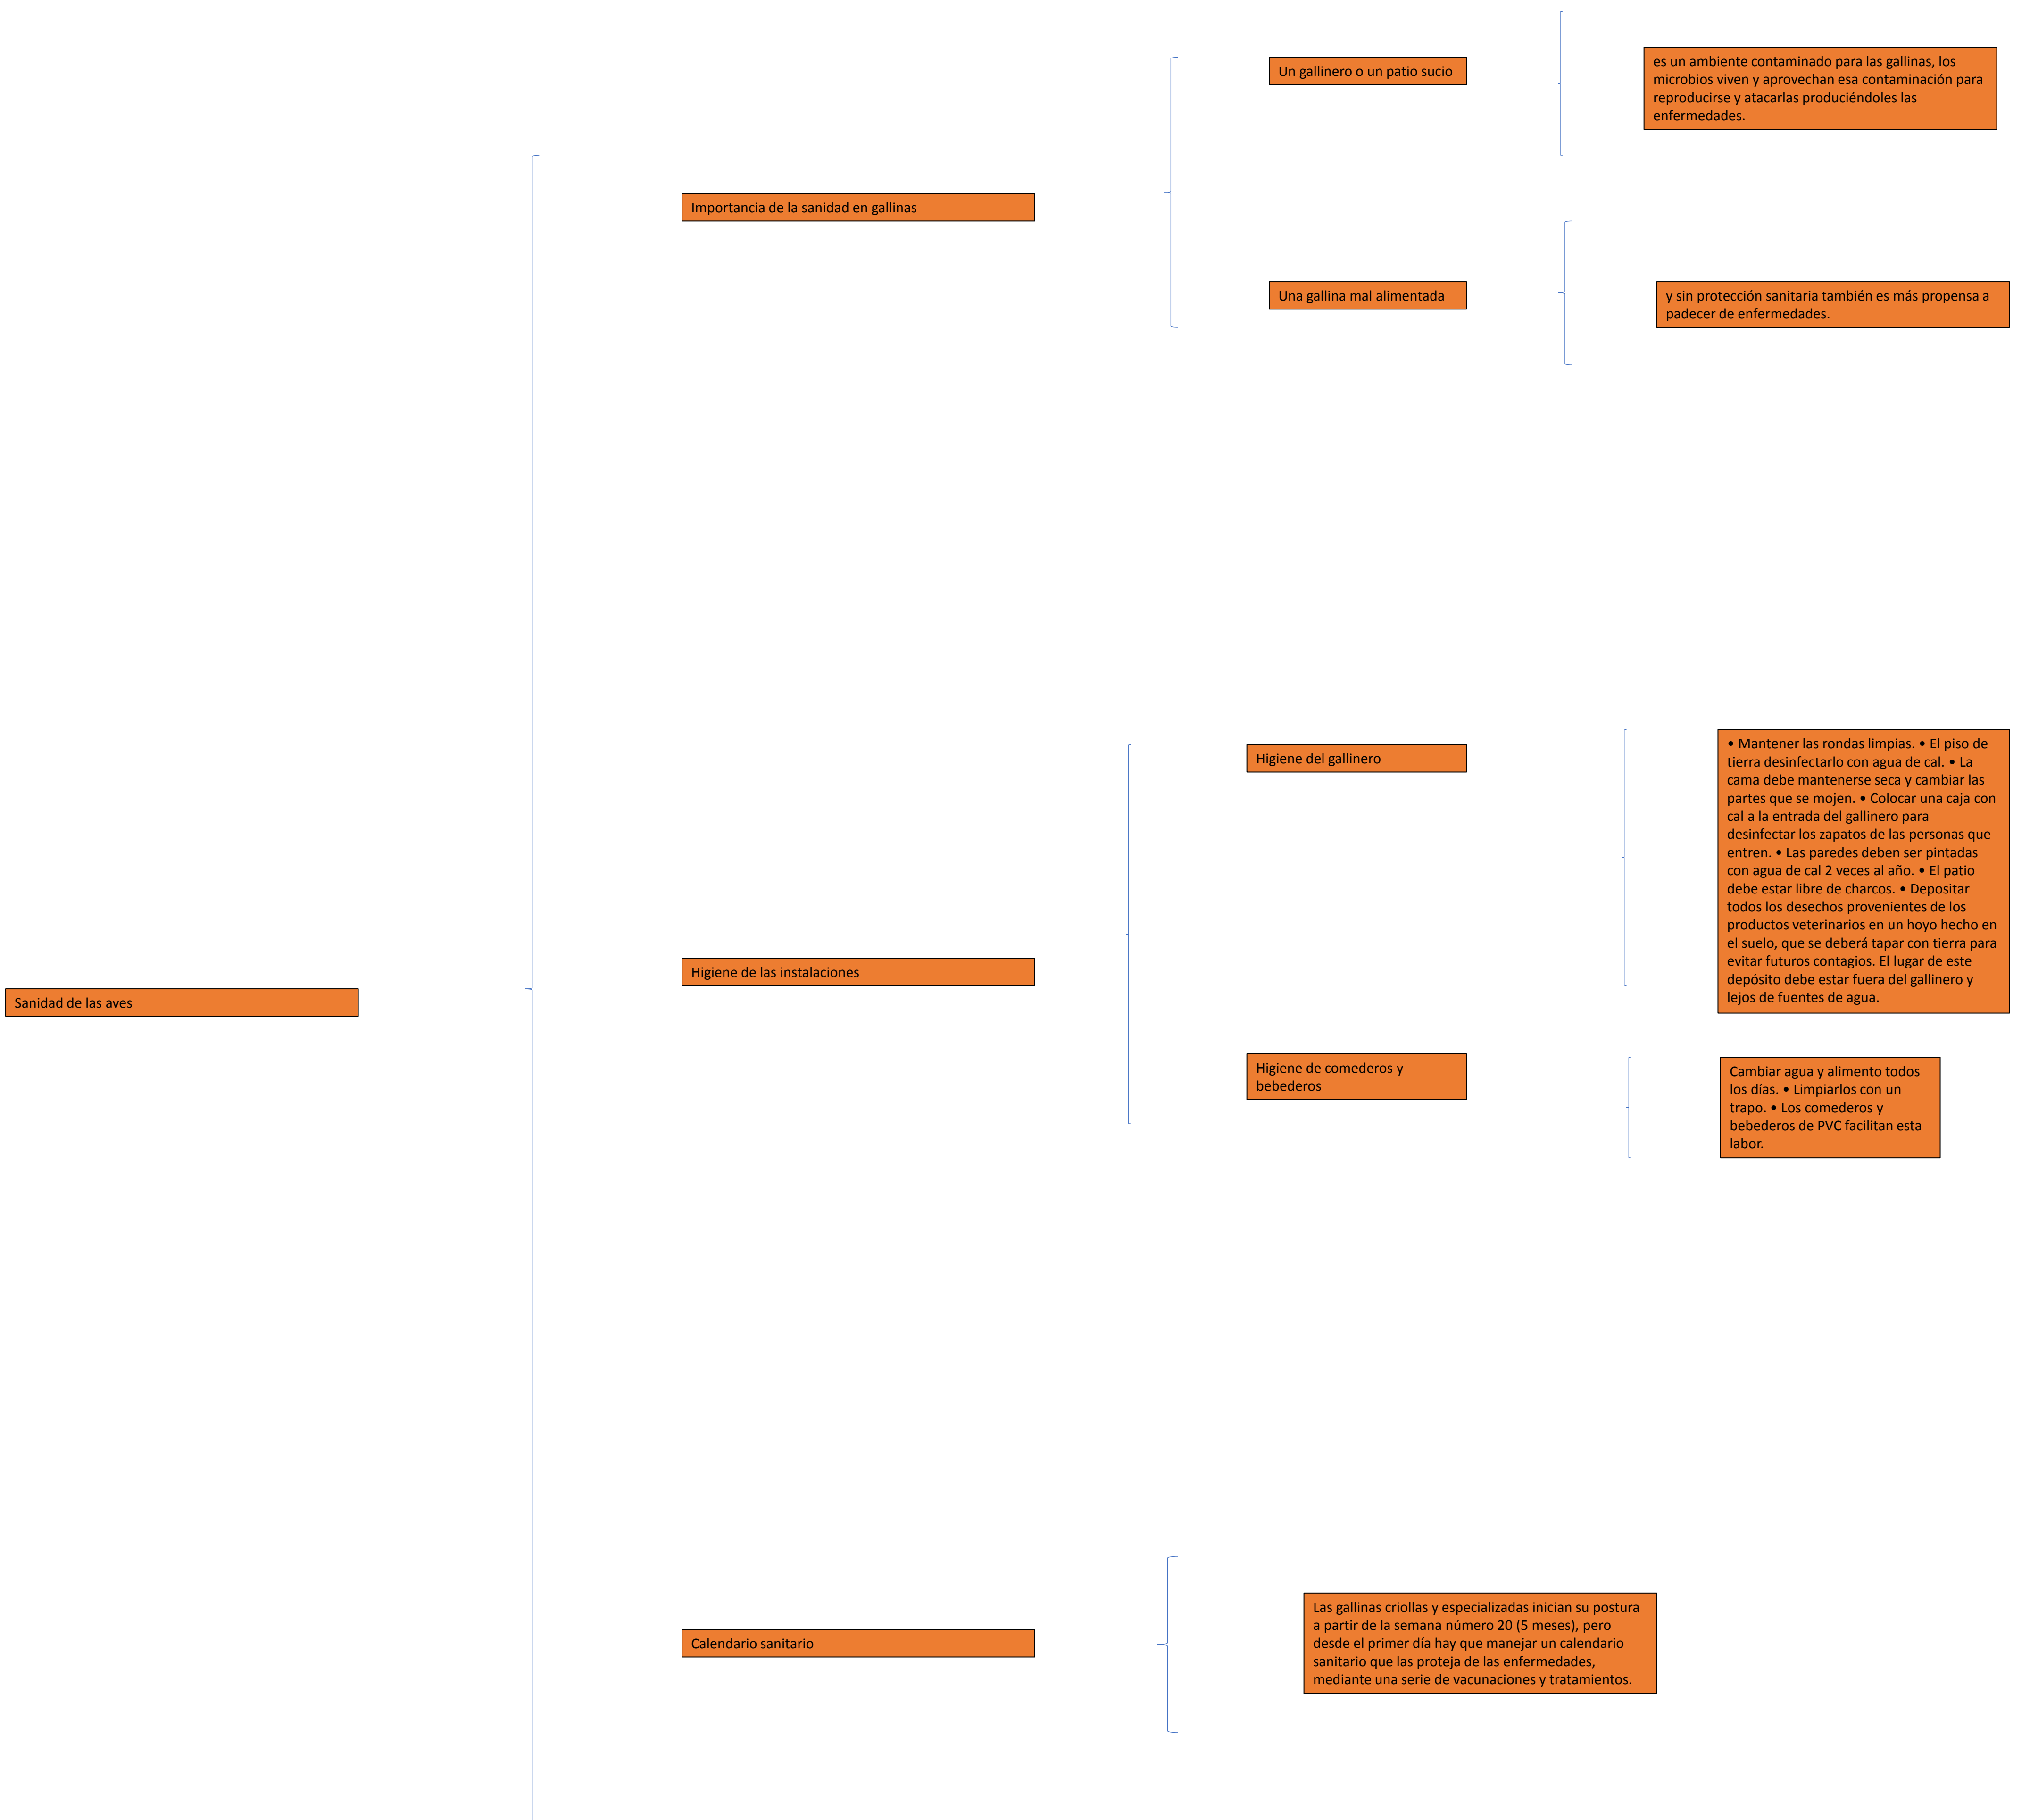 Sanidad de las aves
Importancia de la sanidad en gallinas
Un gallinero o un patio sucio
es un ambiente contaminado para las gallinas, los
microbios viven y aprovechan esa contaminación para
reproducirse y atacarlas produciéndoles las
enfermedades.
Una gallina mal alimentada
y sin protección sanitaria también es más propensa a
padecer de enfermedades.
Higiene de las instalaciones
Higiene del gallinero
• Mantener las rondas limpias. • El piso de
tierra desinfectarlo con agua de cal. • La
cama debe mantenerse seca y cambiar las
partes que se mojen. • Colocar una caja con
cal a la entrada del gallinero para
desinfectar los zapatos de las personas que
entren. • Las paredes deben ser pintadas
con agua de cal 2 veces al año. • El patio
debe estar libre de charcos. • Depositar
todos los desechos provenientes de los
productos veterinarios en un hoyo hecho en
el suelo, que se deberá tapar con tierra para
evitar futuros contagios. El lugar de este
depósito debe estar fuera del gallinero y
lejos de fuentes de agua.
Higiene de comederos y
bebederos
Cambiar agua y alimento todos
los días. • Limpiarlos con un
trapo. • Los comederos y
bebederos de PVC facilitan esta
labor.
Calendario sanitario
Las gallinas criollas y especializadas inician su postura
a partir de la semana número 20 (5 meses), pero
desde el primer día hay que manejar un calendario
sanitario que las proteja de las enfermedades,
mediante una serie de vacunaciones y tratamientos.